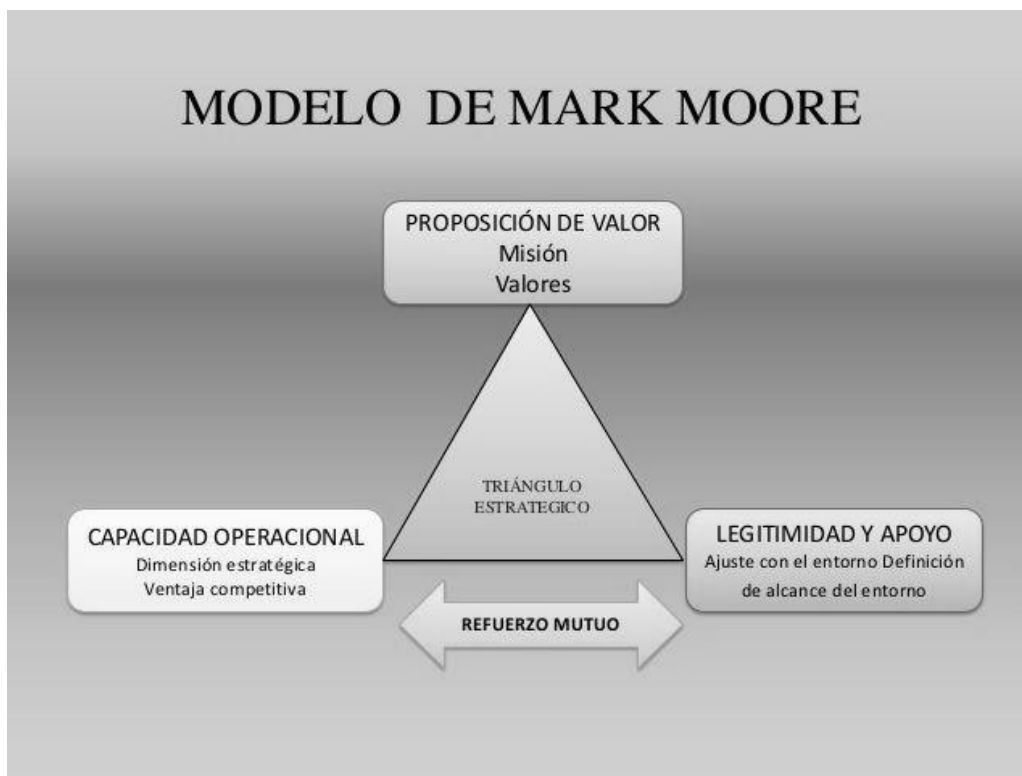 MODELO DE MARK MOORE
PROPOSICIÓN DE VALOR
Misión
Valores
TRIÁNGULO
ESTRATEGICO
CAPACIDAD OPERACIONAL
Dimensión estratégica
Ventaja competitiva
LEGITIMIDAD Y APOYO
Ajuste con el entorno Definición
de alcance del entorno
REFUERZO MUTUO